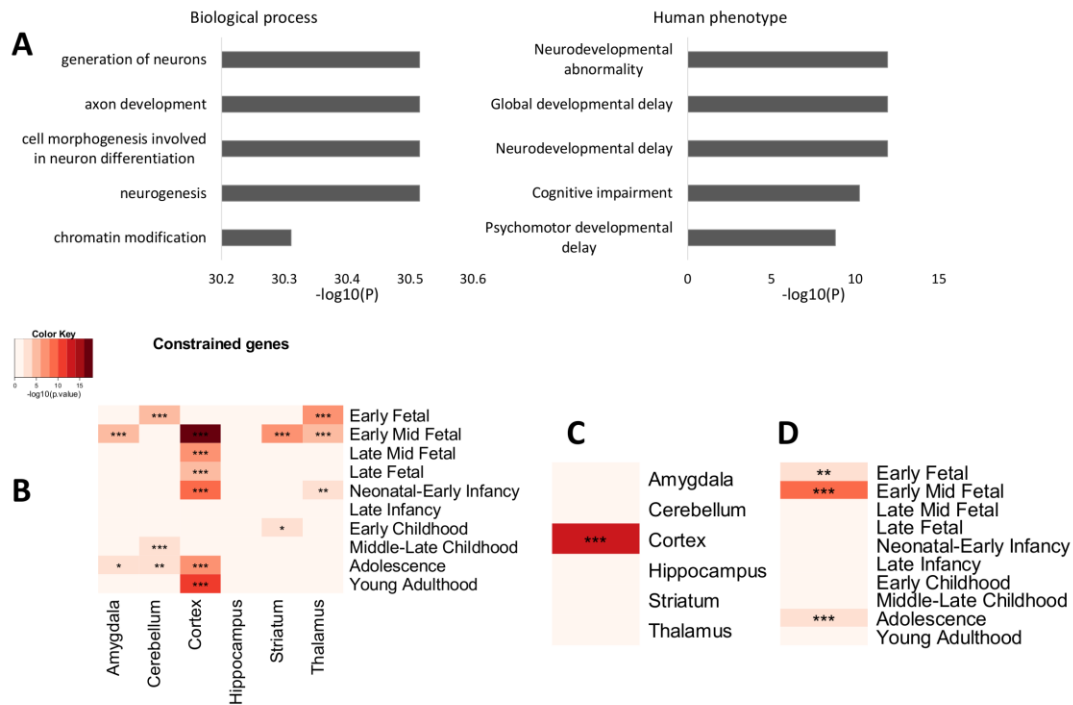 Biological process
Human phenotype
A
generation of neurons
axon development
cell morphogenesis involved
in neuron differentiation
neurogenesis
chromatin modification
30.2
30.3
30.4
30.5
30.6
-log10(P)
Neurodevelopmental
abnormality
Global developmental delay
Neurodevelopmental delay
Cognitive impairment
Psychomotor developmental
delay
0
5
10
15
-log10(P)
Color Key
0 5 10 15
-log10(p.value)
Constrained genes
B
*** *** Early Fetal
*** *** *** *** Early Mid Fetal
*** Late Mid Fetal
*** Late Fetal
*** ** Neonatal-Early Infancy
Late Infancy
* Early Childhood
*** Middle-Late Childhood
* ** *** Adolescence
*** Young Adulthood
Amygdala
Cerebellum
Cortex
Hippocampus
Striatum
Thalamus
C
Amygdala
Cerebellum
*** Cortex
Hippocampus
Striatum
Thalamus
D
** Early Fetal
*** Early Mid Fetal
Late Mid Fetal
Late Fetal
Neonatal-Early Infancy
Late Infancy
Early Childhood
Middle-Late Childhood
*** Adolescence
Young Adulthood